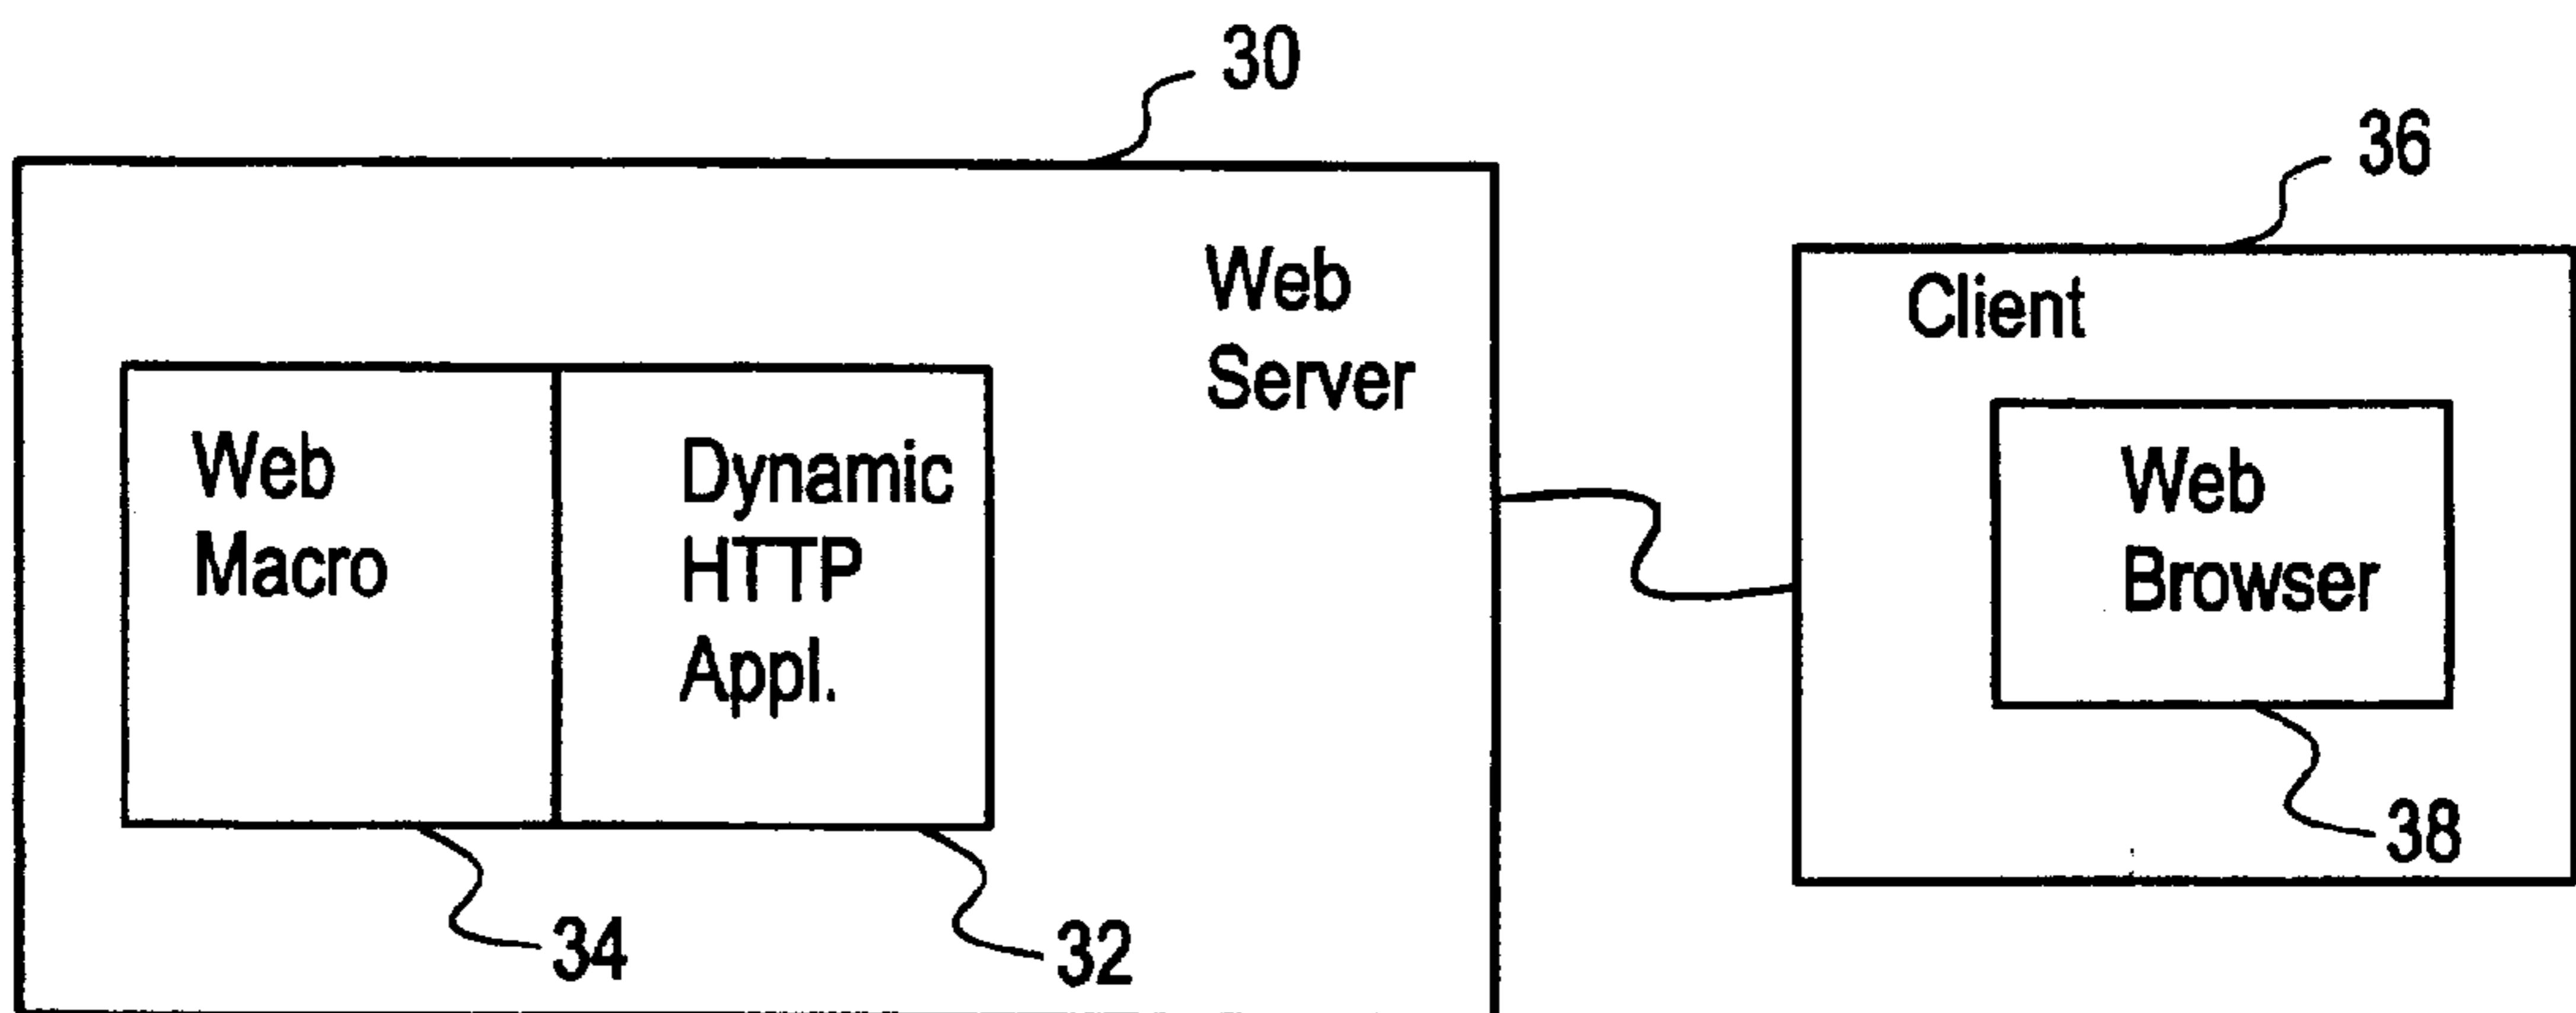 30
36
Web
Server
Client
Web
Macro
Dynamic
HTTP
Appl.
Web
Browser
38
34
32